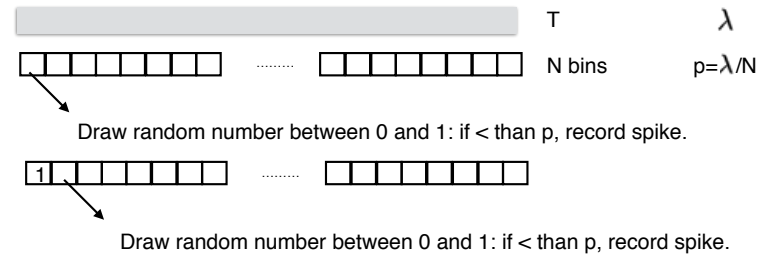 T λ
......... N bins p=λ/N
Draw random number between 0 and 1: if < than p, record spike.
1 .........
Draw random number between 0 and 1: if < than p, record spike.